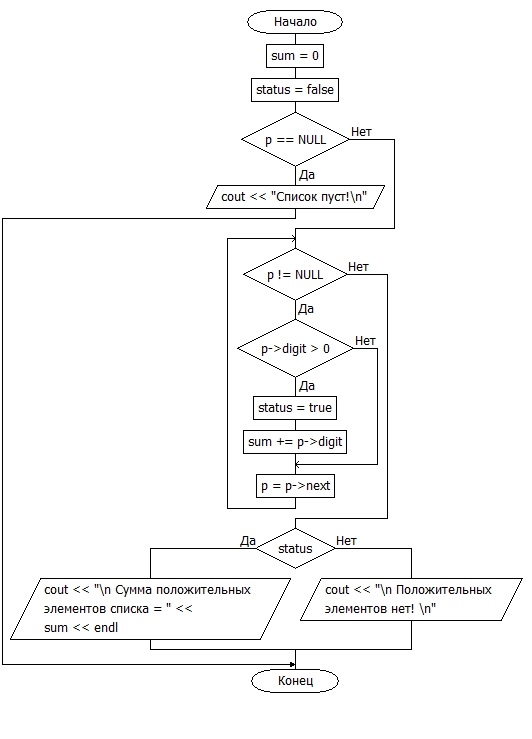 Начало
sum = 0
status = false
p == NULL
Нет
Да
cout << "Список пуст!\n"
p != NULL
Нет
Да
p->digit > 0
Нет
Да
status = true
sum += p->digit
p = p->next
Да
status
Нет
cout << "\n Сумма положительных
элементов списка = " <<
sum << endl
cout << "\n Положительных
элементов нет! \n"
Конец